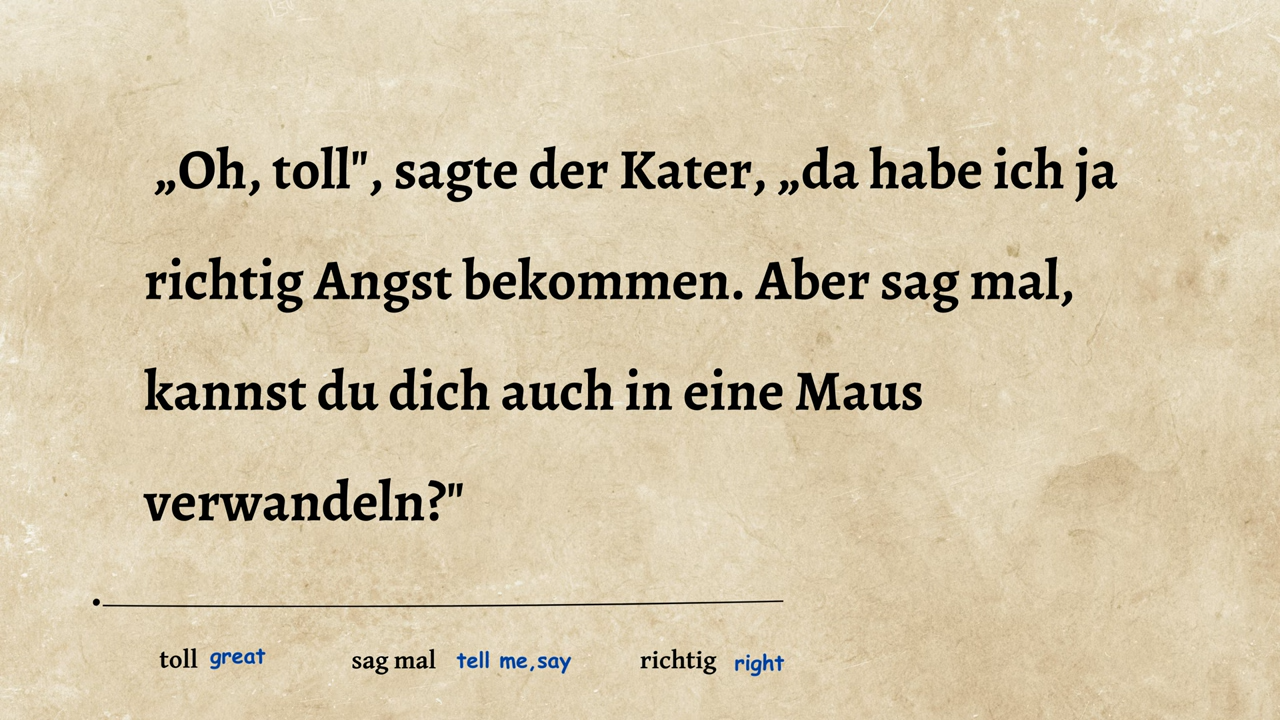 „Oh, toll", sagte der Kater, „da habe ich ja
richtig Angst bekommen. Aber sag mal,
kannst du dich auch in eine Maus
verwandeln?"
toll great sag mal tell me,say richtig right